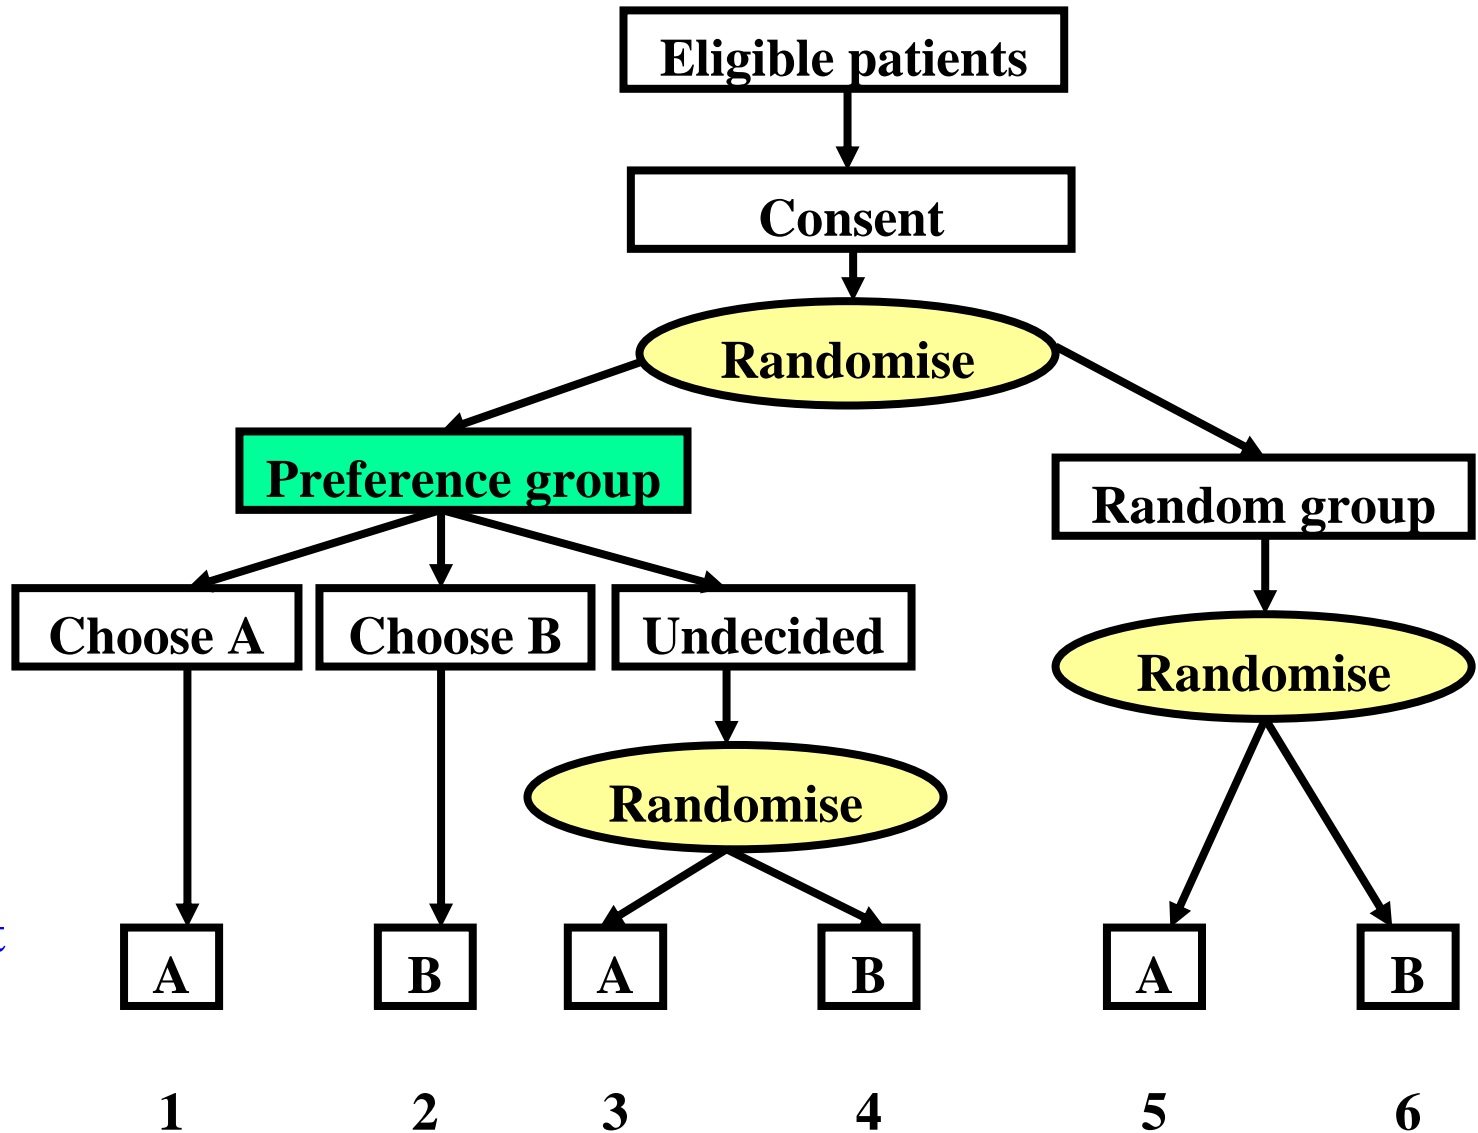 Eligible patients
Consent
Randomise
Preference group
Random group
Choose A
Choose B
Undecided
Randomise
Randomise
A
B
A
B
A
B
1
2
3
4
5
6